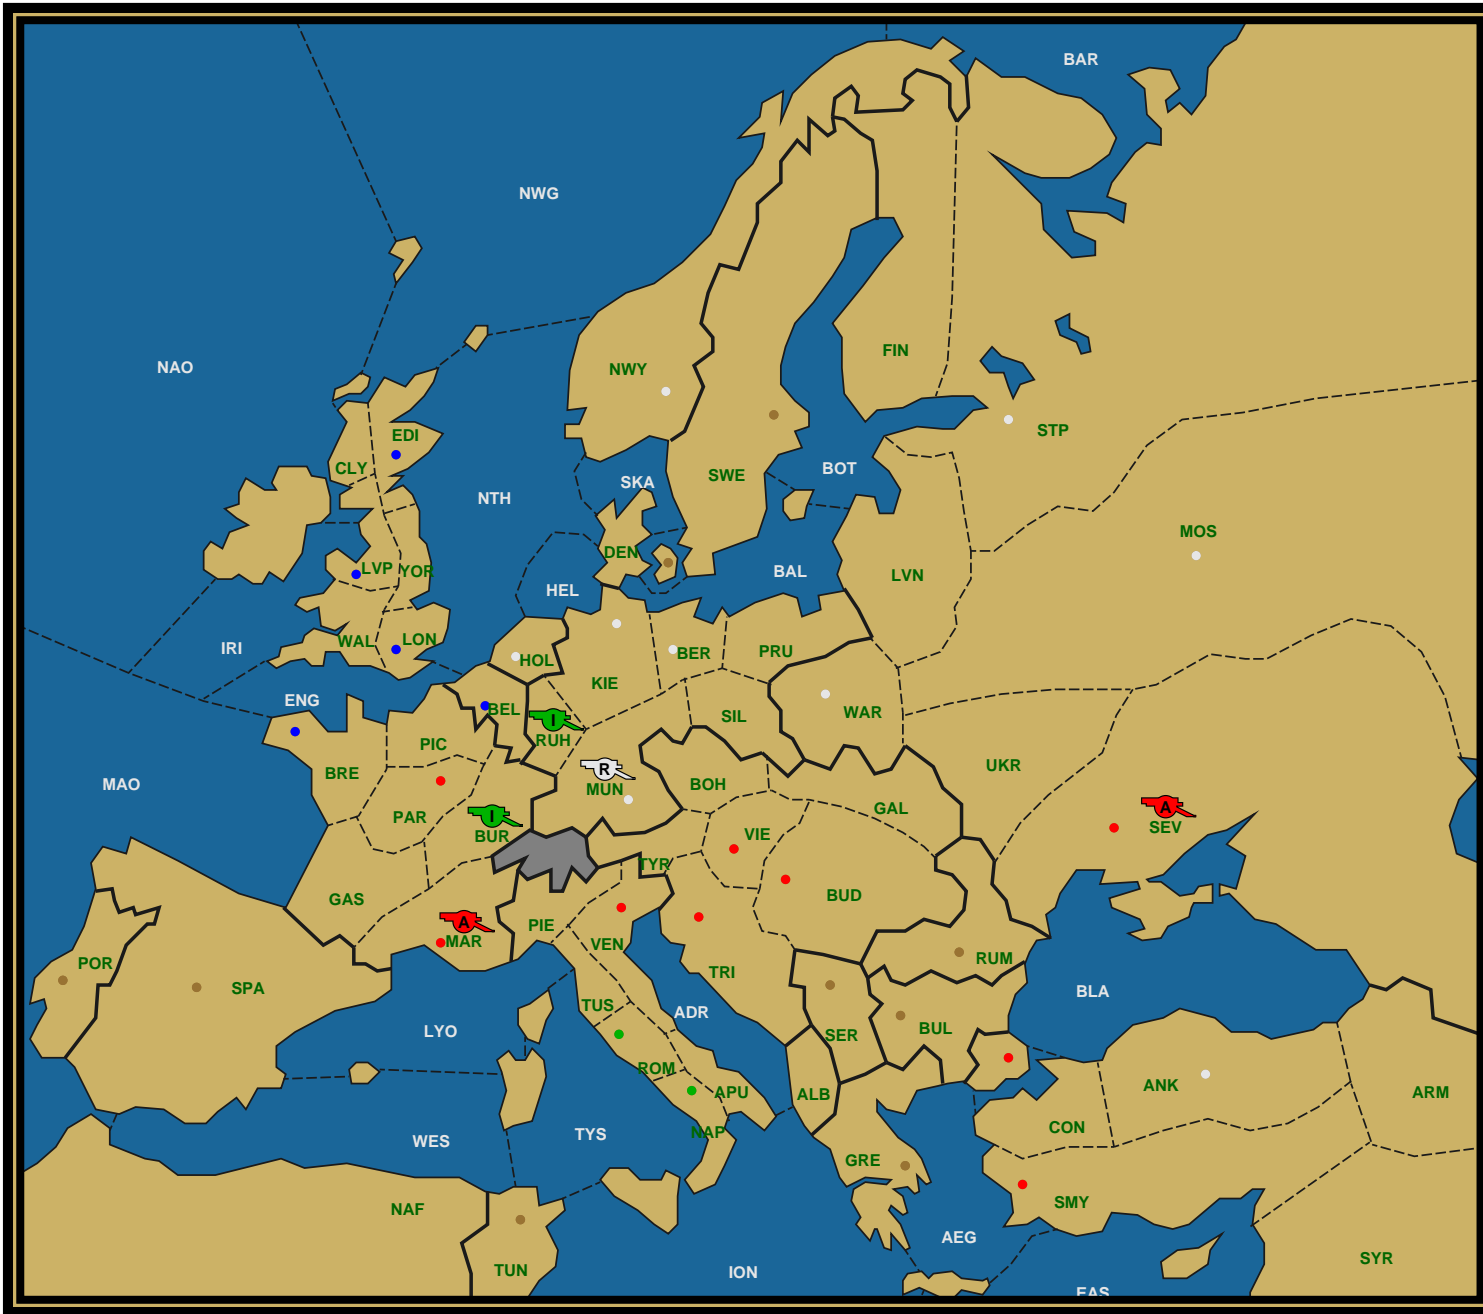 BAR
NWG
NAO
NWY
FIN
STP
EDI
CLY
NTH
SKA
SWE
BOT
MOS
LVP
YOR
DEN
HEL
BAL
LVN
IRI
WAL
LON
HOL
KIE
BER
PRU
ENG
BEL
I
RUH
SIL
WAR
PIC
BRE
R
MUN
BOH
UKR
MAO
PAR
I
BUR
VIE
GAL
A
SEV
TYR
BUD
GAS
A
MAR
PIE
VEN
POR
SPA
TRI
RUM
BLA
LYO
TUS
ADR
SER
BUL
ROM
APU
ALB
ANK
ARM
CON
WES
TYS
NAP
GRE
SMY
NAF
AEG
SYR
TUN
ION
EAS